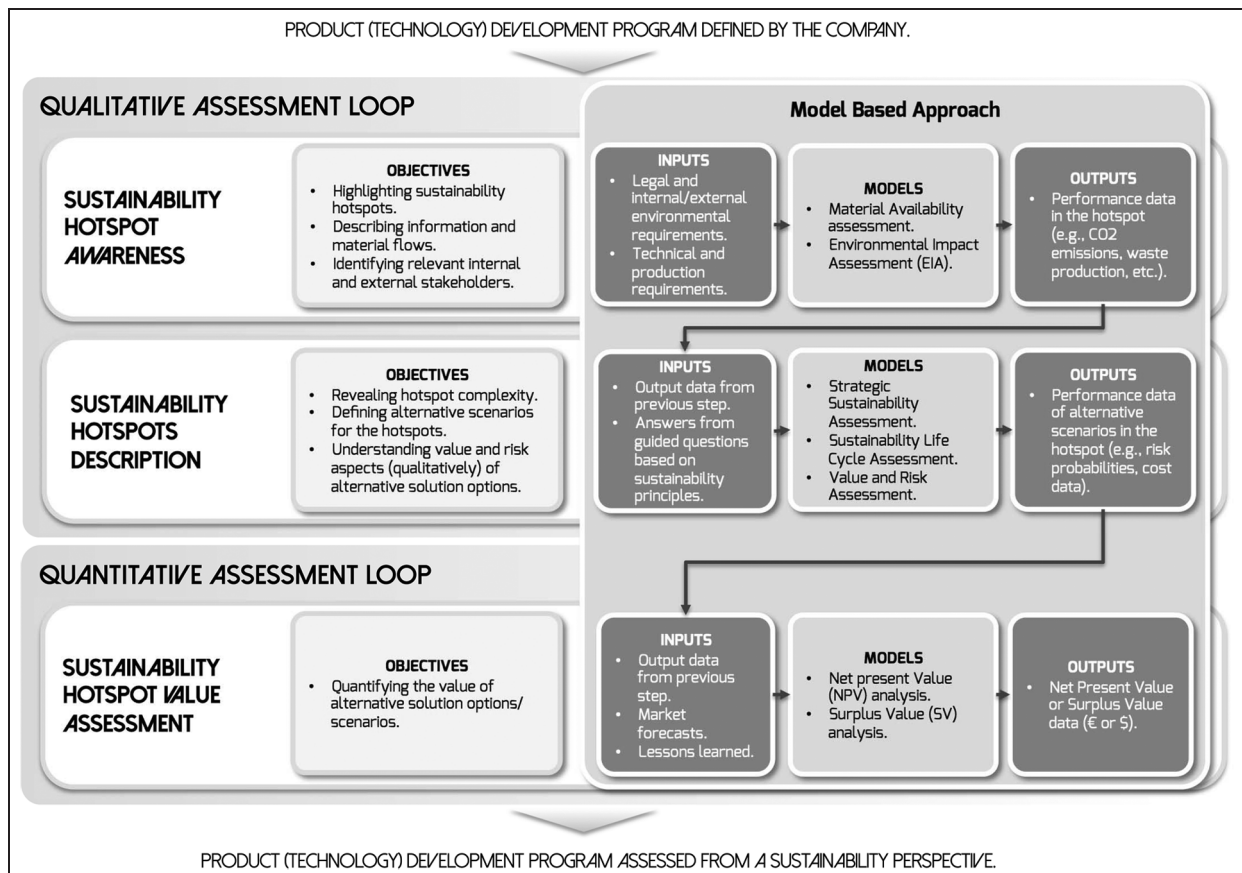 PRODUCT (TECHNOLOGY) DEVELOPMENT PROGRAM DEFINED BY THE COMPANY.
QUALITATIVE ASSESSMENT LOOP
Model Based Approach
SUSTAINABILITY
HOTSPOT
AWARENESS
OBJECTIVES
• Highlighting sustainability
hotspots.
• Describing information and
material flows.
• Identifying relevant internal
and external stakeholders.
INPUTS
• Legal and
internal/external
environmental
requirements.
• Technical and
production
requirements.
MODELS
• Material Availability
assessment.
• Environmental Impact
Assessment (EIA).
OUTPUTS
• Performance data
in the hotspot
(e.g., CO2
emissions, waste
production, etc.).
SUSTAINABILITY
HOTSPOTS
DESCRIPTION
OBJECTIVES
• Revealing hotspot complexity.
• Defining alternative scenarios
for the hotspots.
• Understanding value and risk
aspects (qualitatively) of
alternative solution options.
INPUTS
• Output data from
previous step.
• Answers from
guided questions
based on
sustainability
principles.
MODELS
• Strategic
Sustainability
Assessment.
• Sustainability Life
Cycle Assessment.
• Value and Risk
Assessment.
OUTPUTS
• Performance data
of alternative
scenarios in the
hotspot (e.g., risk
probabilities, cost
data).
QUANTITATIVE ASSESSMENT LOOP
SUSTAINABILITY
HOTSPOT VALUE
ASSESSMENT
OBJECTIVES
• Quantifying the value of
alternative solution options/
scenarios.
INPUTS
• Output data
from previous
step.
• Market
forecasts.
• Lessons learned.
MODELS
• Net present Value
(NPV) analysis.
• Surplus Value (SV)
analysis.
OUTPUTS
• Net Present Value
or Surplus Value
data (€ or $).
PRODUCT (TECHNOLOGY) DEVELOPMENT PROGRAM ASSESSED FROM A SUSTAINABILITY PERSPECTIVE.